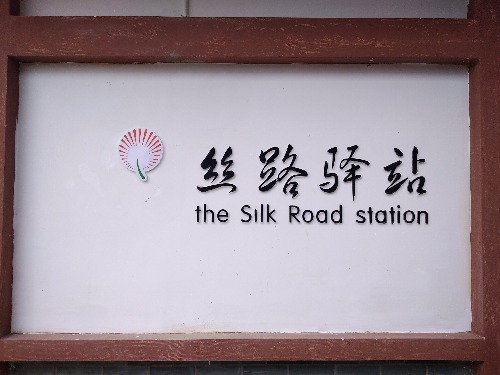 丝路驿站
the Silk Road station